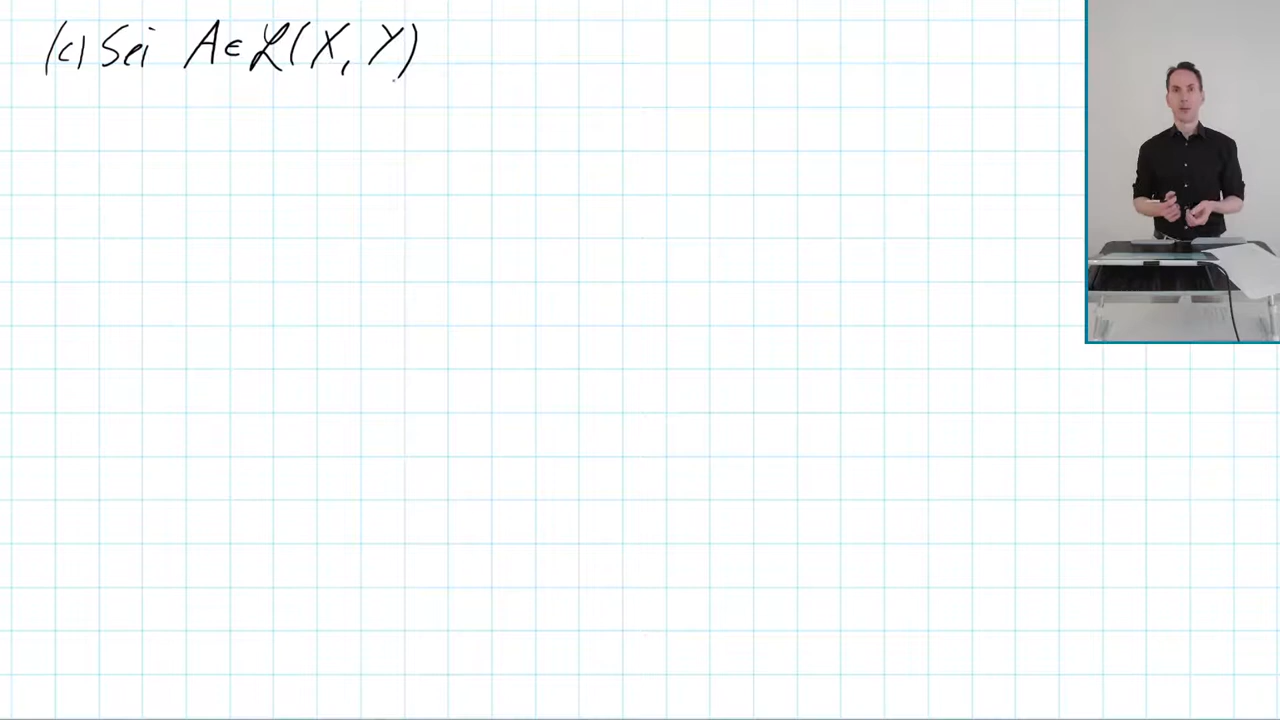 (c) Sei A ∈ ℒ(X, Y)